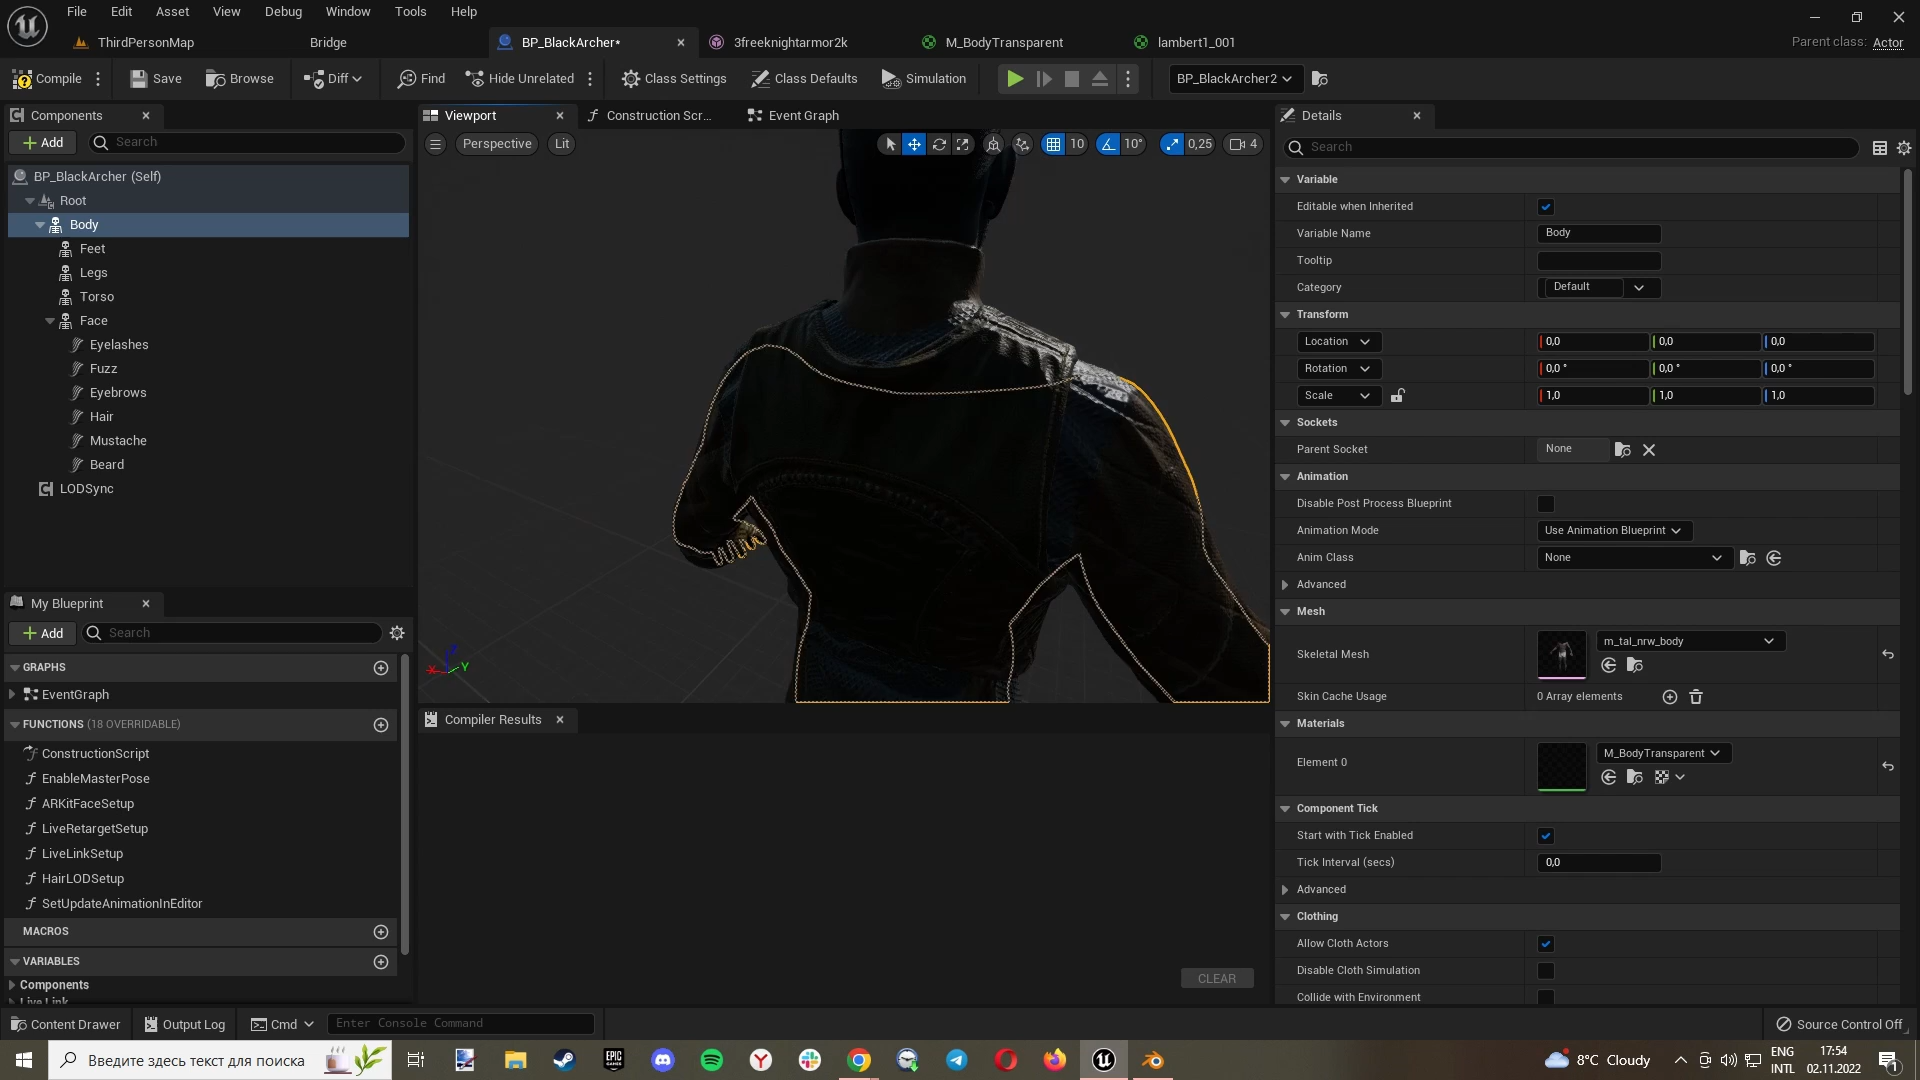 File Edit Asset View Debug Window Tools Help
ThirdPersonMap Bridge BP_BlackArcher* 3freeknightarmor2k M_BodyTransparent lambert1_001 Parent class: Actor
Compile Save Browse Diff Find Hide Unrelated Class Settings Class Defaults Simulation BP_BlackArcher2
Components
Add Search
BP_BlackArcher (Self)
Root
Body
Feet
Legs
Torso
Face
Eyelashes
Fuzz
Eyebrows
Hair
Mustache
Beard
LODSync
My Blueprint
Add Search
GRAPHS
EventGraph
FUNCTIONS (18 OVERRIDABLE)
ConstructionScript
EnableMasterPose
ARKitFaceSetup
LiveRetargetSetup
LiveLinkSetup
HairLODSetup
SetUpdateAnimationInEditor
MACROS
VARIABLES
Components
Live Link
Viewport Construction Scr... Event Graph
Perspective Lit 10 10° 0,25 4
X Y Z
Compiler Results
CLEAR
Details
Search
Variable
Editable when Inherited
Variable Name Body
Tooltip
Category Default
Transform
Location 0,0 0,0 0,0
Rotation 0,0 ° 0,0 ° 0,0 °
Scale 1,0 1,0 1,0
Sockets
Parent Socket None
Animation
Disable Post Process Blueprint
Animation Mode Use Animation Blueprint
Anim Class None
Advanced
Mesh
Skeletal Mesh m_tal_nrw_body
Skin Cache Usage 0 Array elements
Materials
Element 0 M_BodyTransparent
Component Tick
Start with Tick Enabled
Tick Interval (secs) 0,0
Advanced
Clothing
Allow Cloth Actors
Disable Cloth Simulation
Collide with Environment
Content Drawer Output Log Cmd Enter Console Command Source Control Off
Введите здесь текст для поиска EPIC GAMES 8°C Cloudy ENG INTL 17:54 02.11.2022 1